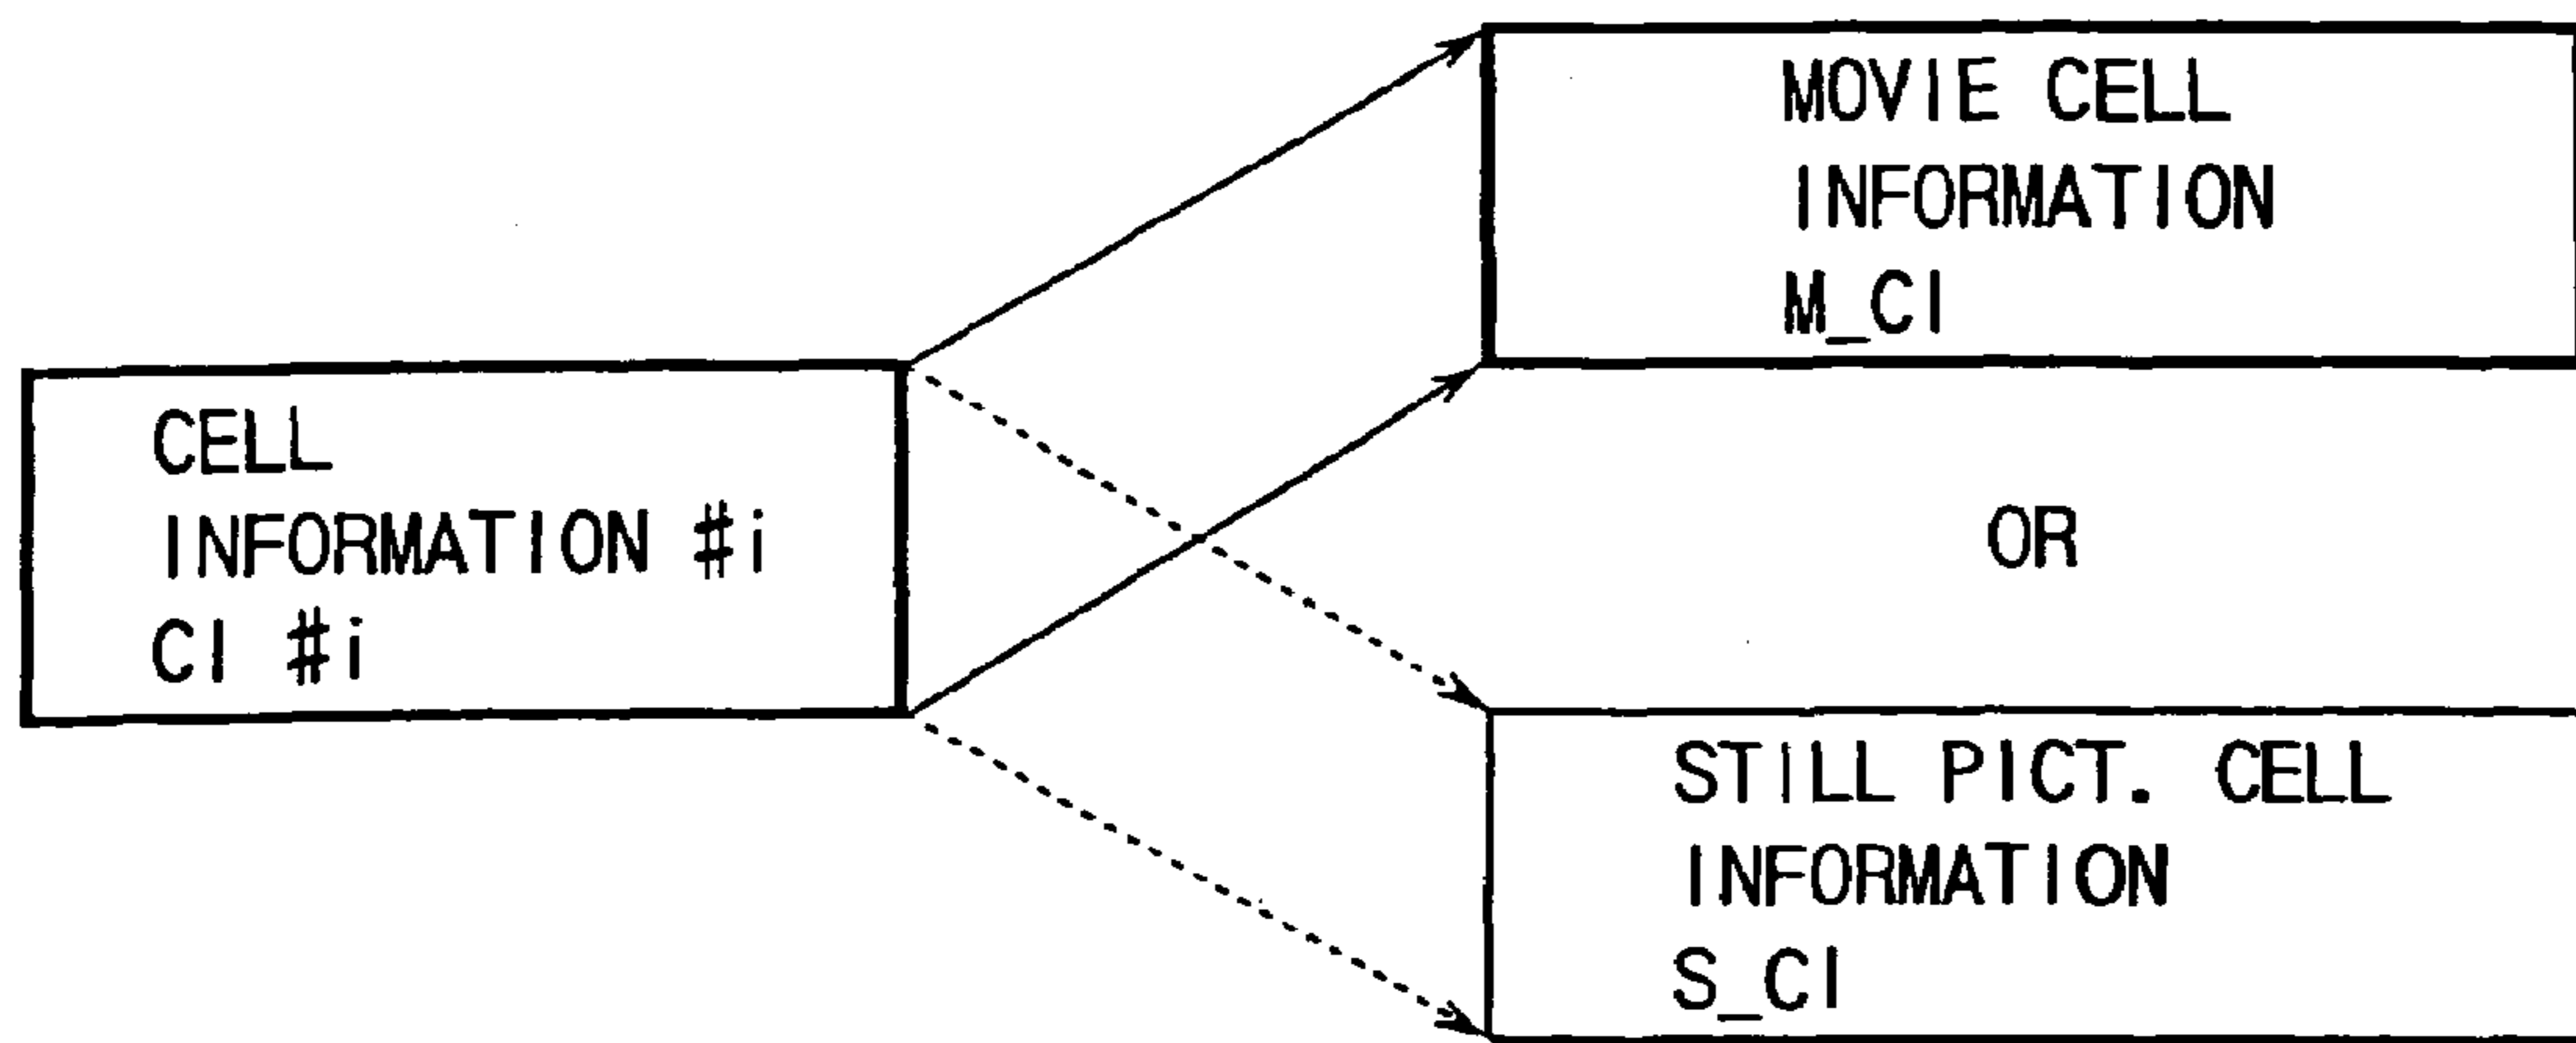 MOVIE CELL
INFORMATION
M_CI
CELL
INFORMATION #i
CI #i
OR
STILL PICT. CELL
INFORMATION
S_CI